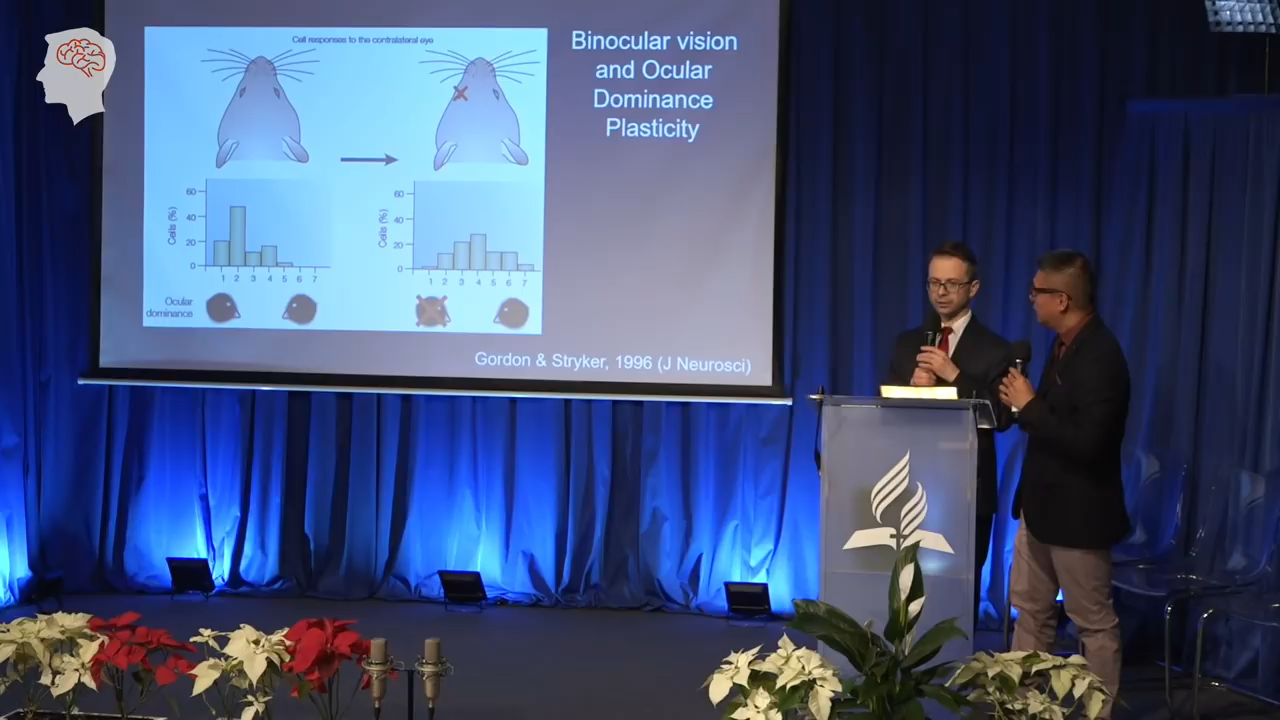 Cell responses to the contralateral eye
Binocular vision
and Ocular
Dominance
Plasticity
Cells (%)
60
40
20
0
1 2 3 4 5 6 7
Cells (%)
60
40
20
0
1 2 3 4 5 6 7
Ocular
dominance
Gordon & Stryker, 1996 (J Neurosci)